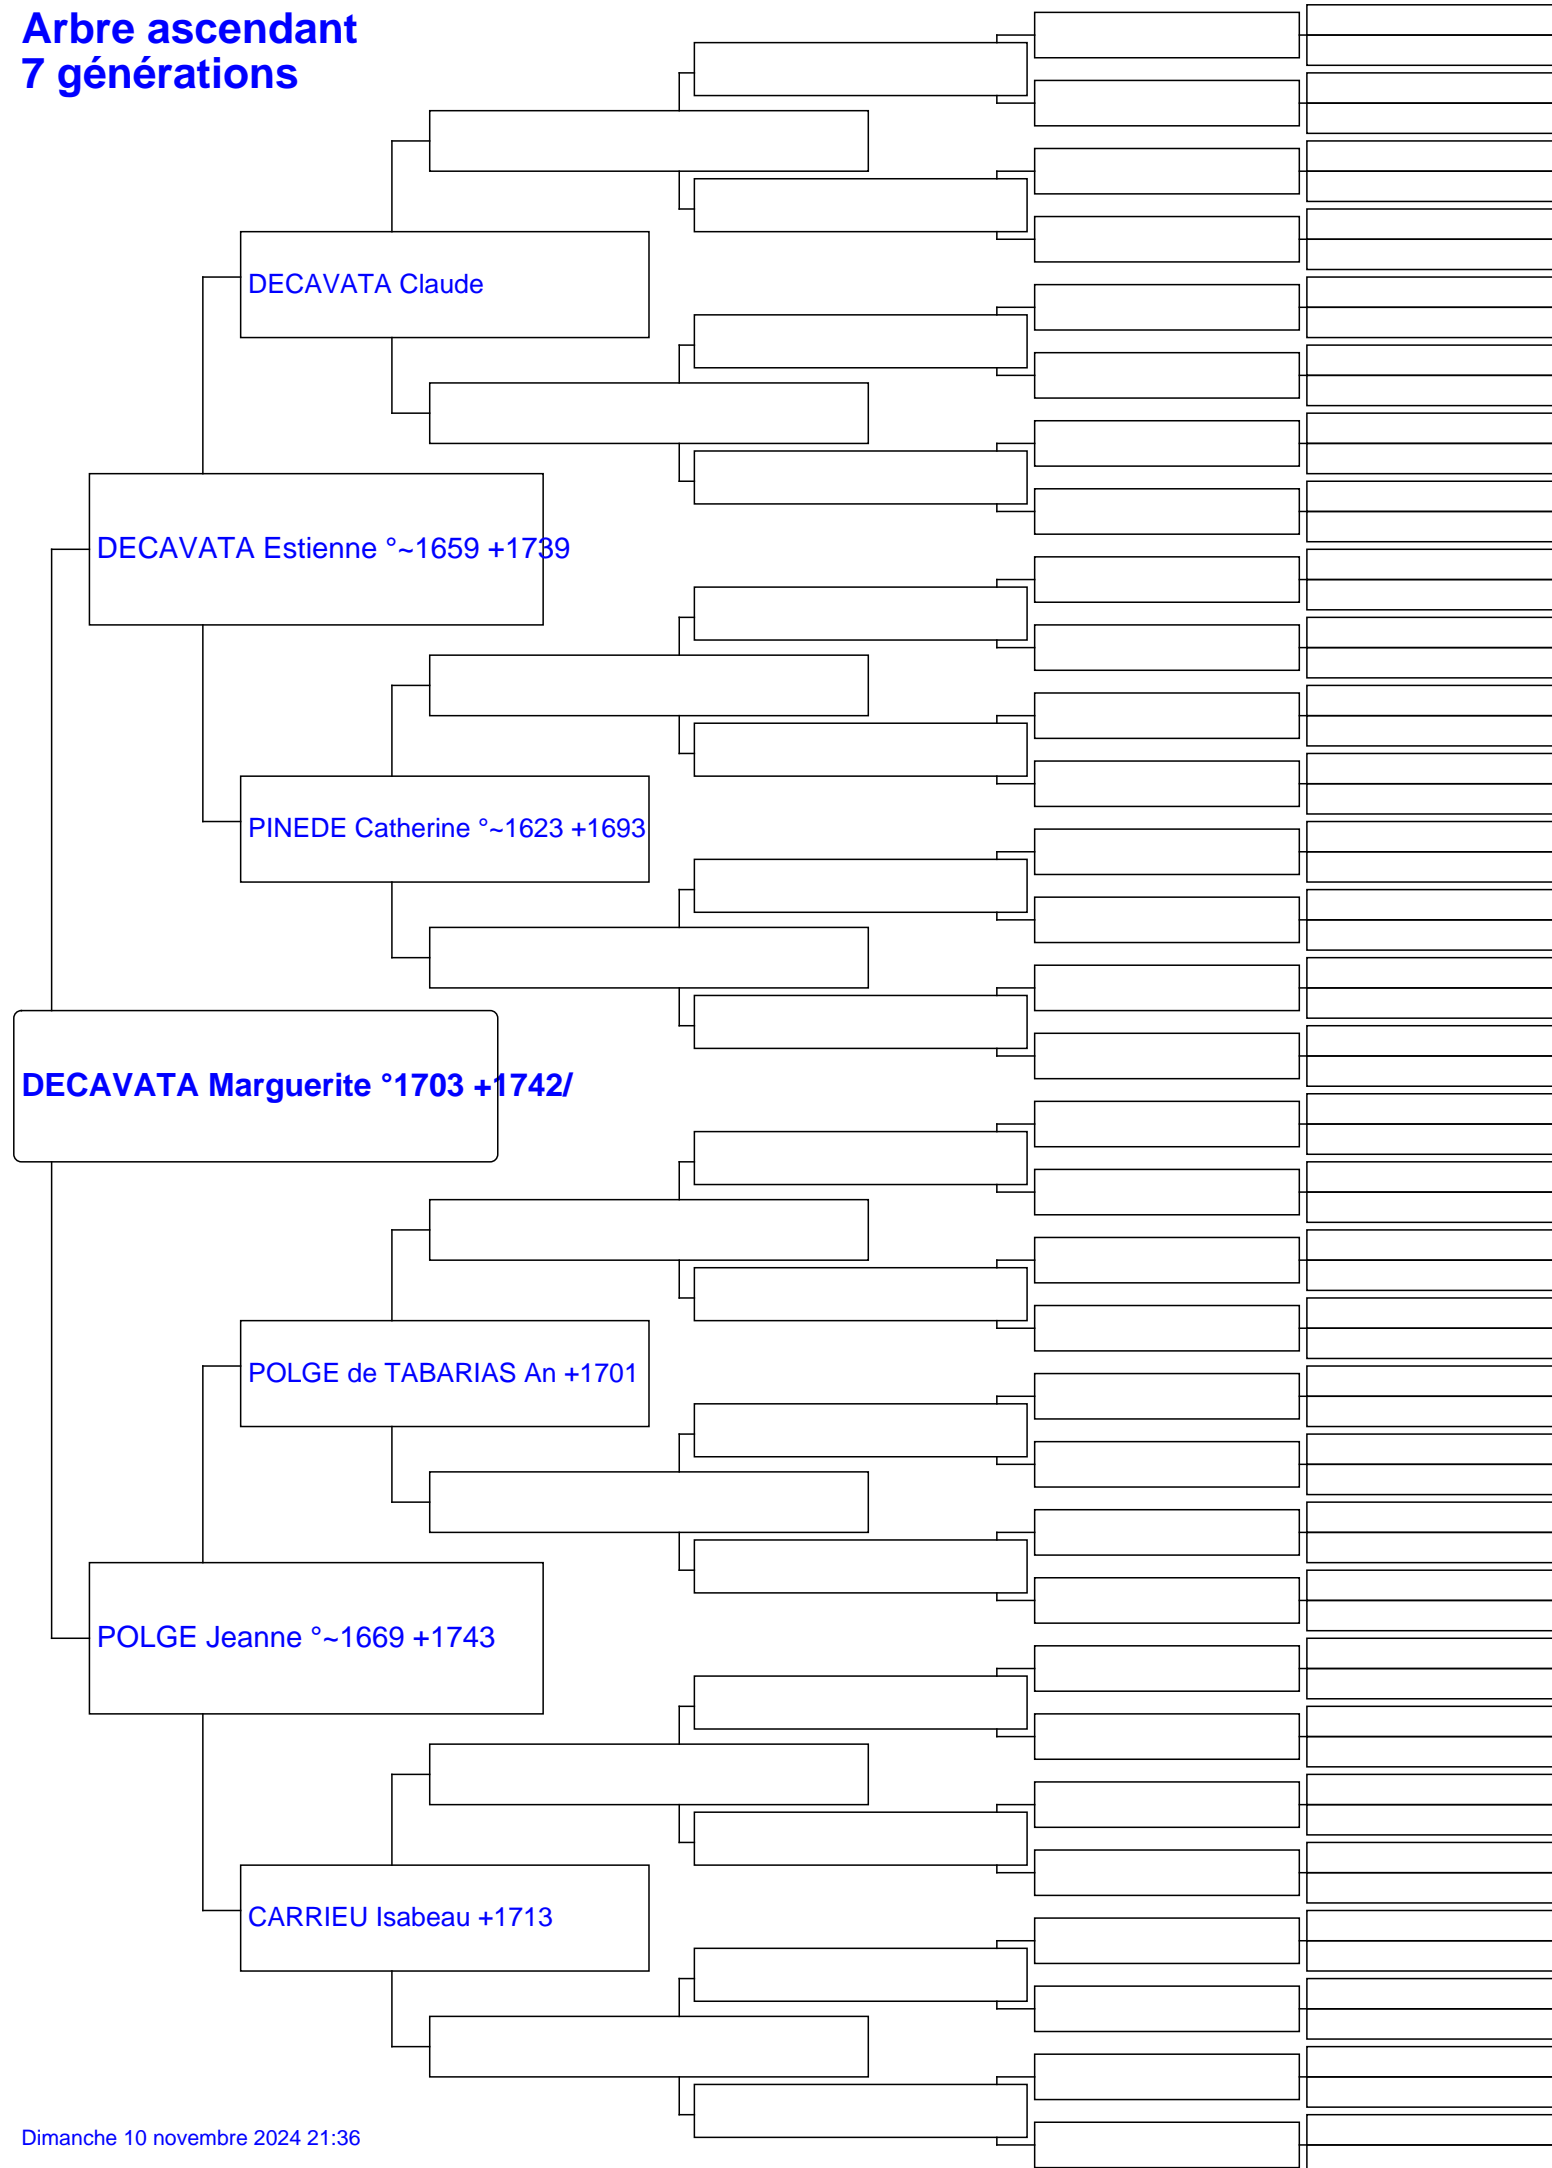 Arbre ascendant
7 générations
DECAVATA Claude
DECAVATA Estienne °~1659 +1739
PINEDE Catherine °~1623 +1693
DECAVATA Marguerite °1703 +1742/
POLGE de TABARIAS An +1701
POLGE Jeanne °~1669 +1743
CARRIEU Isabeau +1713
Dimanche 10 novembre 2024 21:36